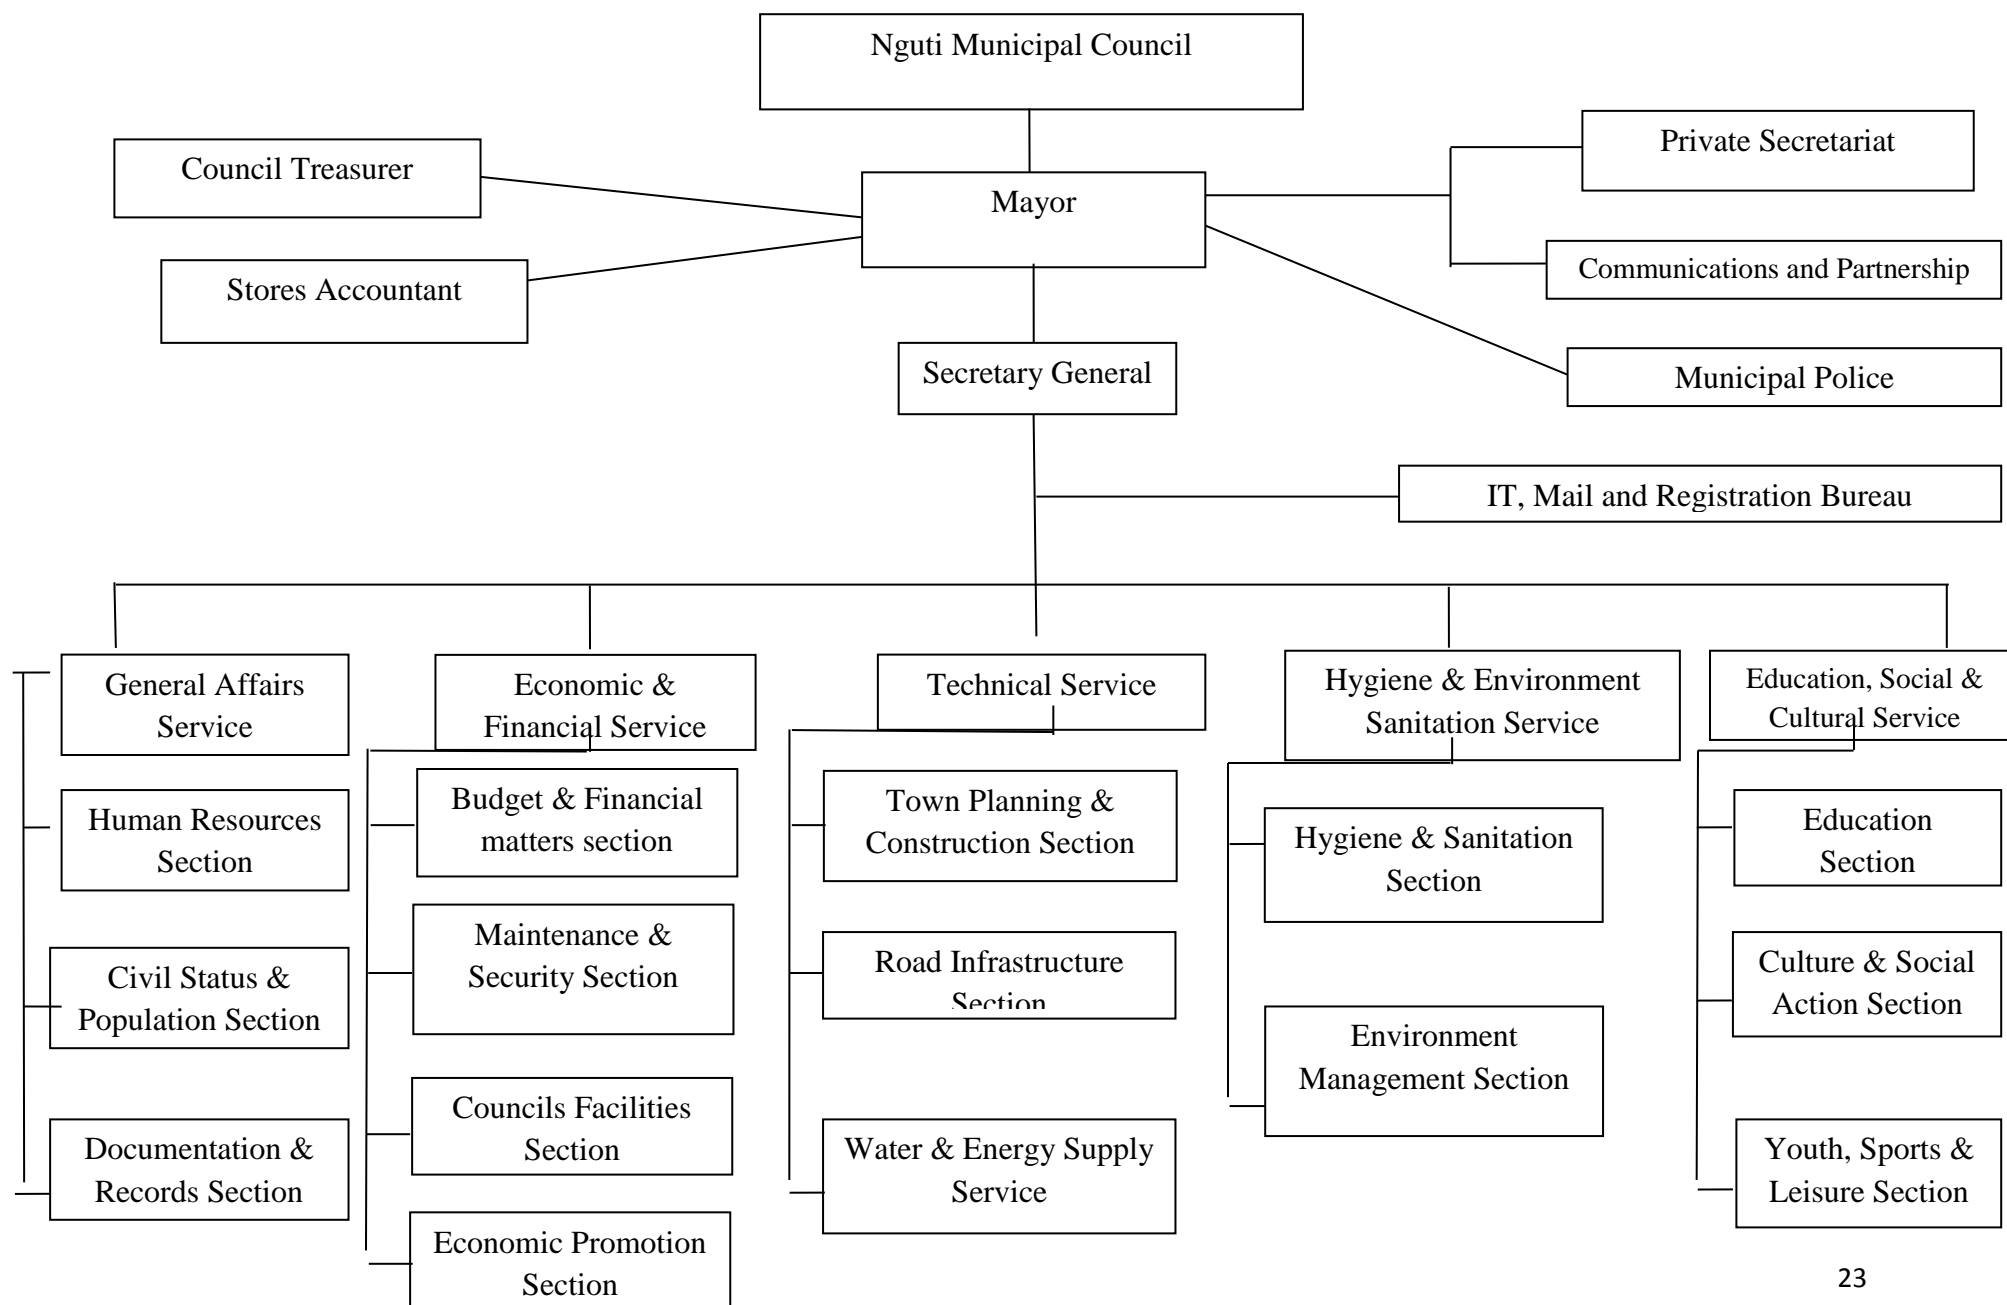 Nguti Municipal Council
Council Treasurer
Private Secretariat
Mayor
Stores Accountant
Communications and Partnership
Secretary General
Municipal Police
IT, Mail and Registration Bureau
General Affairs
Service
Economic &
Financial Service
Technical Service
Hygiene & Environment
Sanitation Service
Education, Social &
Cultural Service
Human Resources
Section
Budget & Financial
matters section
Town Planning &
Construction Section
Hygiene & Sanitation
Section
Education
Section
Civil Status &
Population Section
Maintenance &
Security Section
Road Infrastructure
Section
Environment
Management Section
Culture & Social
Action Section
Documentation &
Records Section
Councils Facilities
Section
Water & Energy Supply
Service
Youth, Sports &
Leisure Section
Economic Promotion
Section
23